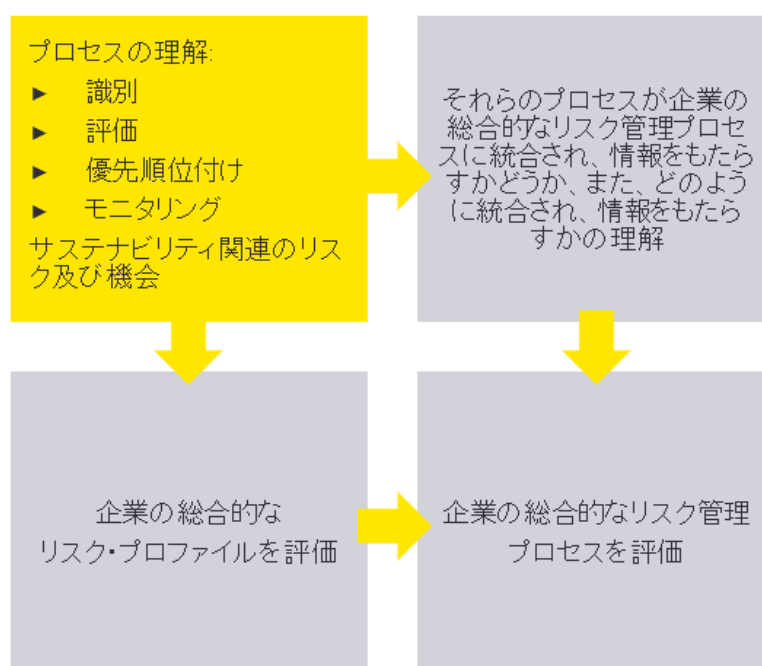 プロセスの理解:
► 識別
► 評価
► 優先順位付け
► モニタリング
サステナビリティ関連のリス
ク及び機会
それらのプロセスが企業の
総合的なリスク管理プロセ
スに統合され、情報をもたら
すかどうか、また、どのよう
に統合され、情報をもたら
すかの理解
企業の総合的な
リスク・プロファイルを評価
企業の総合的なリスク管理
プロセスを評価